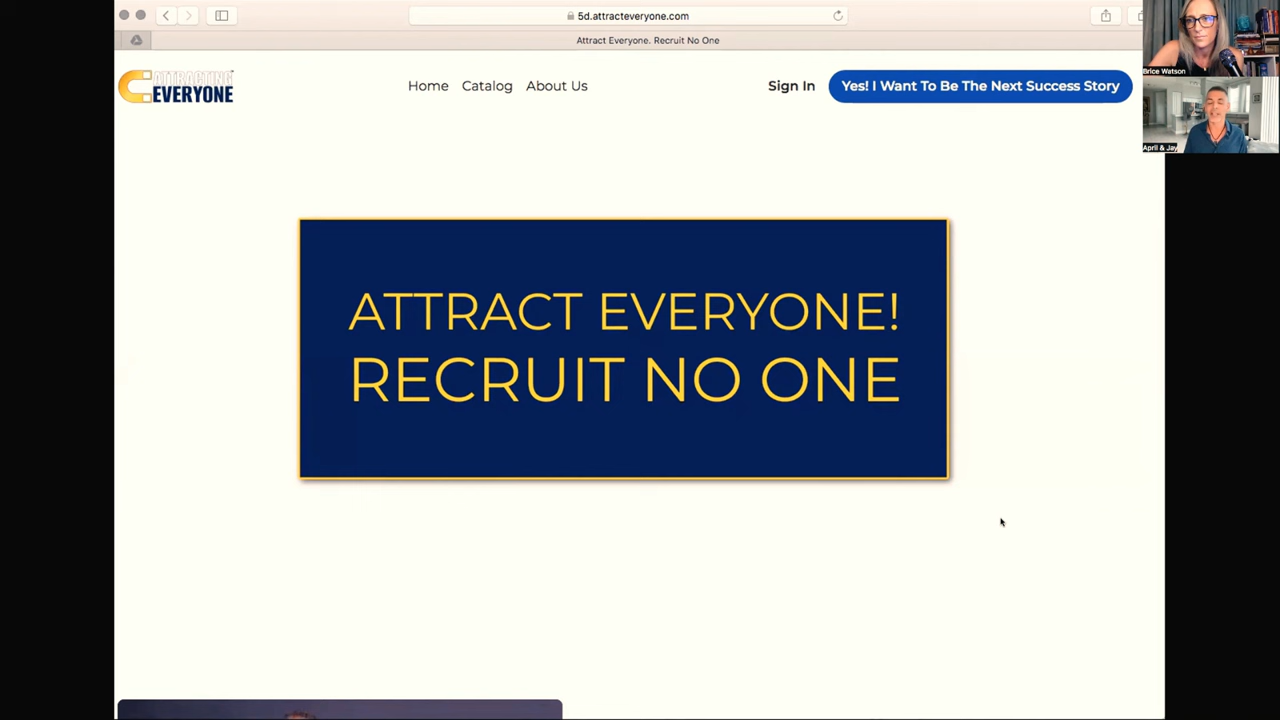 5d.attracteveryone.com
Attract Everyone. Recruit No One
ATTRACTING
EVERYONE
Home Catalog About Us
Sign In Yes! I Want To Be The Next Success Story
Brice Watson
April & Jay
ATTRACT EVERYONE!
RECRUIT NO ONE